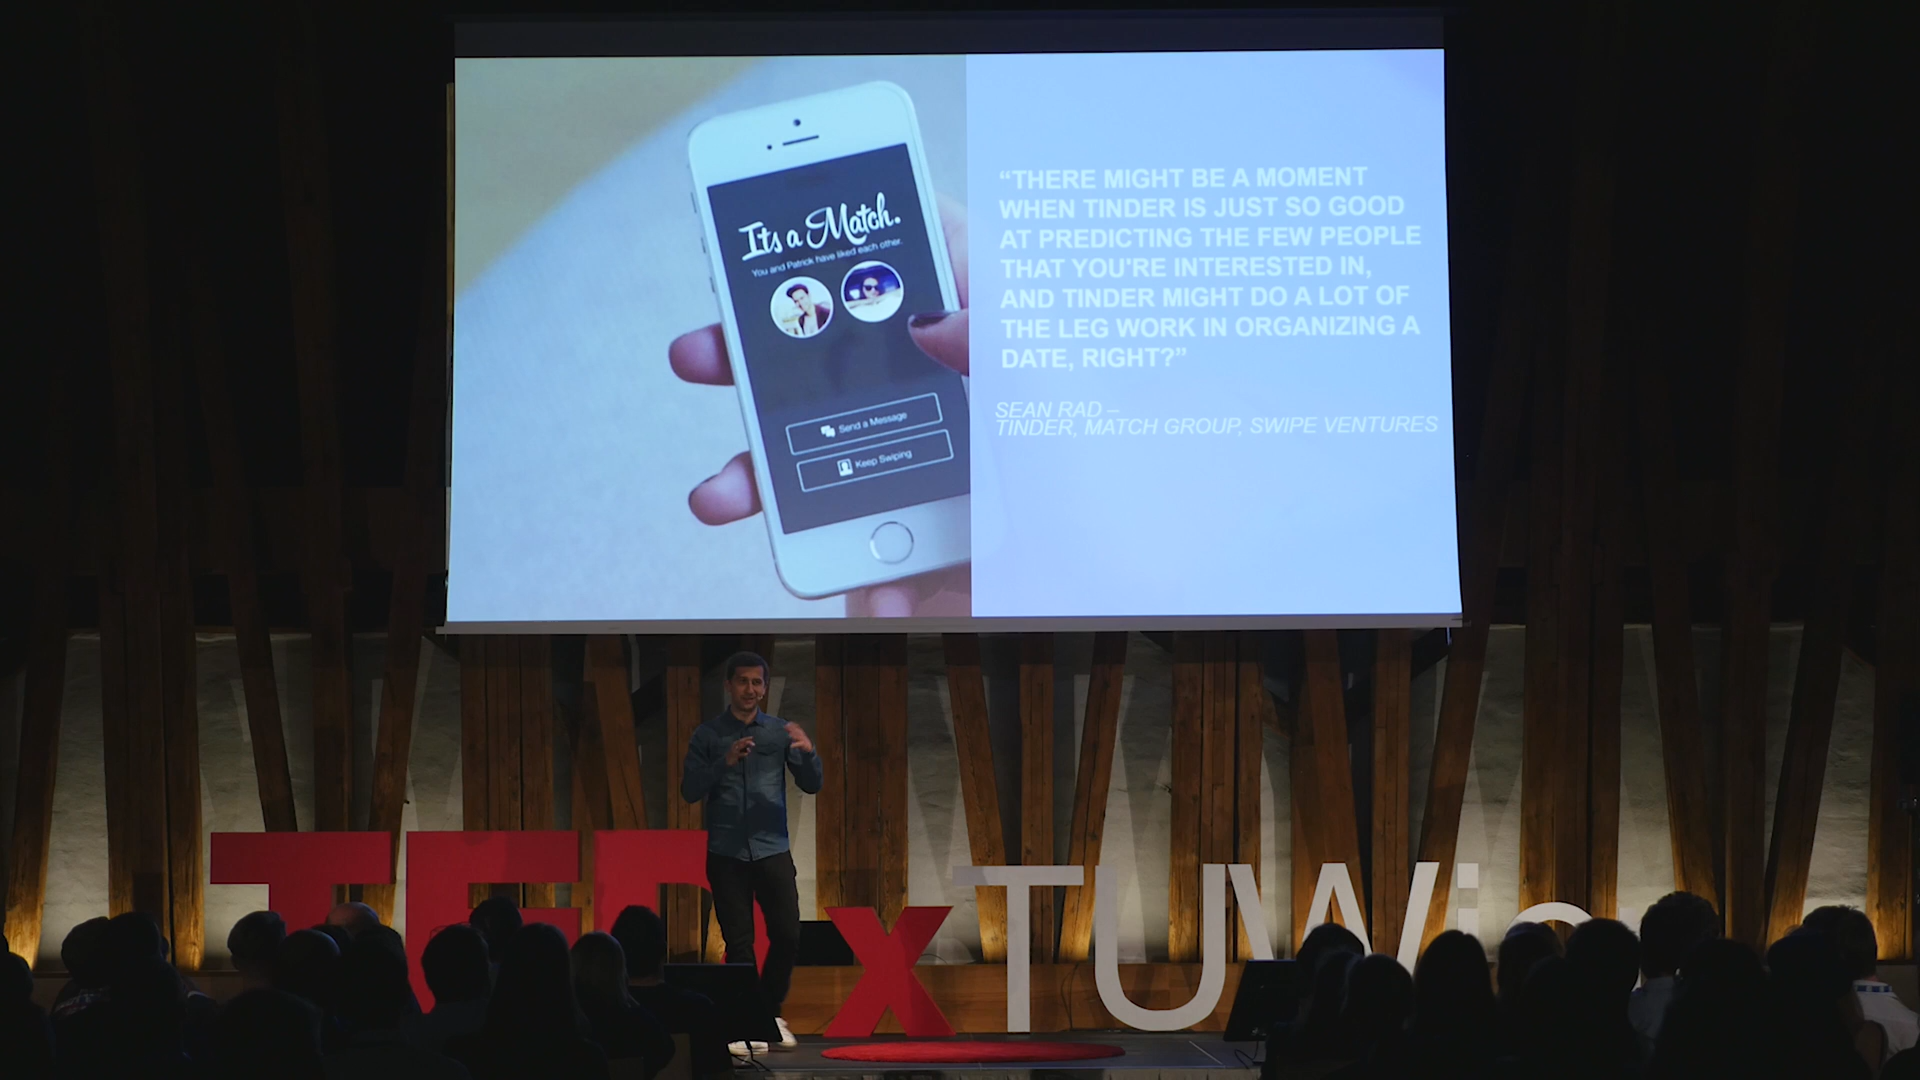 Its a Match.
You and Patrick have liked each other.
Send a Message
Keep Swiping
“THERE MIGHT BE A MOMENT
WHEN TINDER IS JUST SO GOOD
AT PREDICTING THE FEW PEOPLE
THAT YOU'RE INTERESTED IN,
AND TINDER MIGHT DO A LOT OF
THE LEG WORK IN ORGANIZING A
DATE, RIGHT?”
SEAN RAD –
TINDER, MATCH GROUP, SWIPE VENTURES
TEDxTUWien